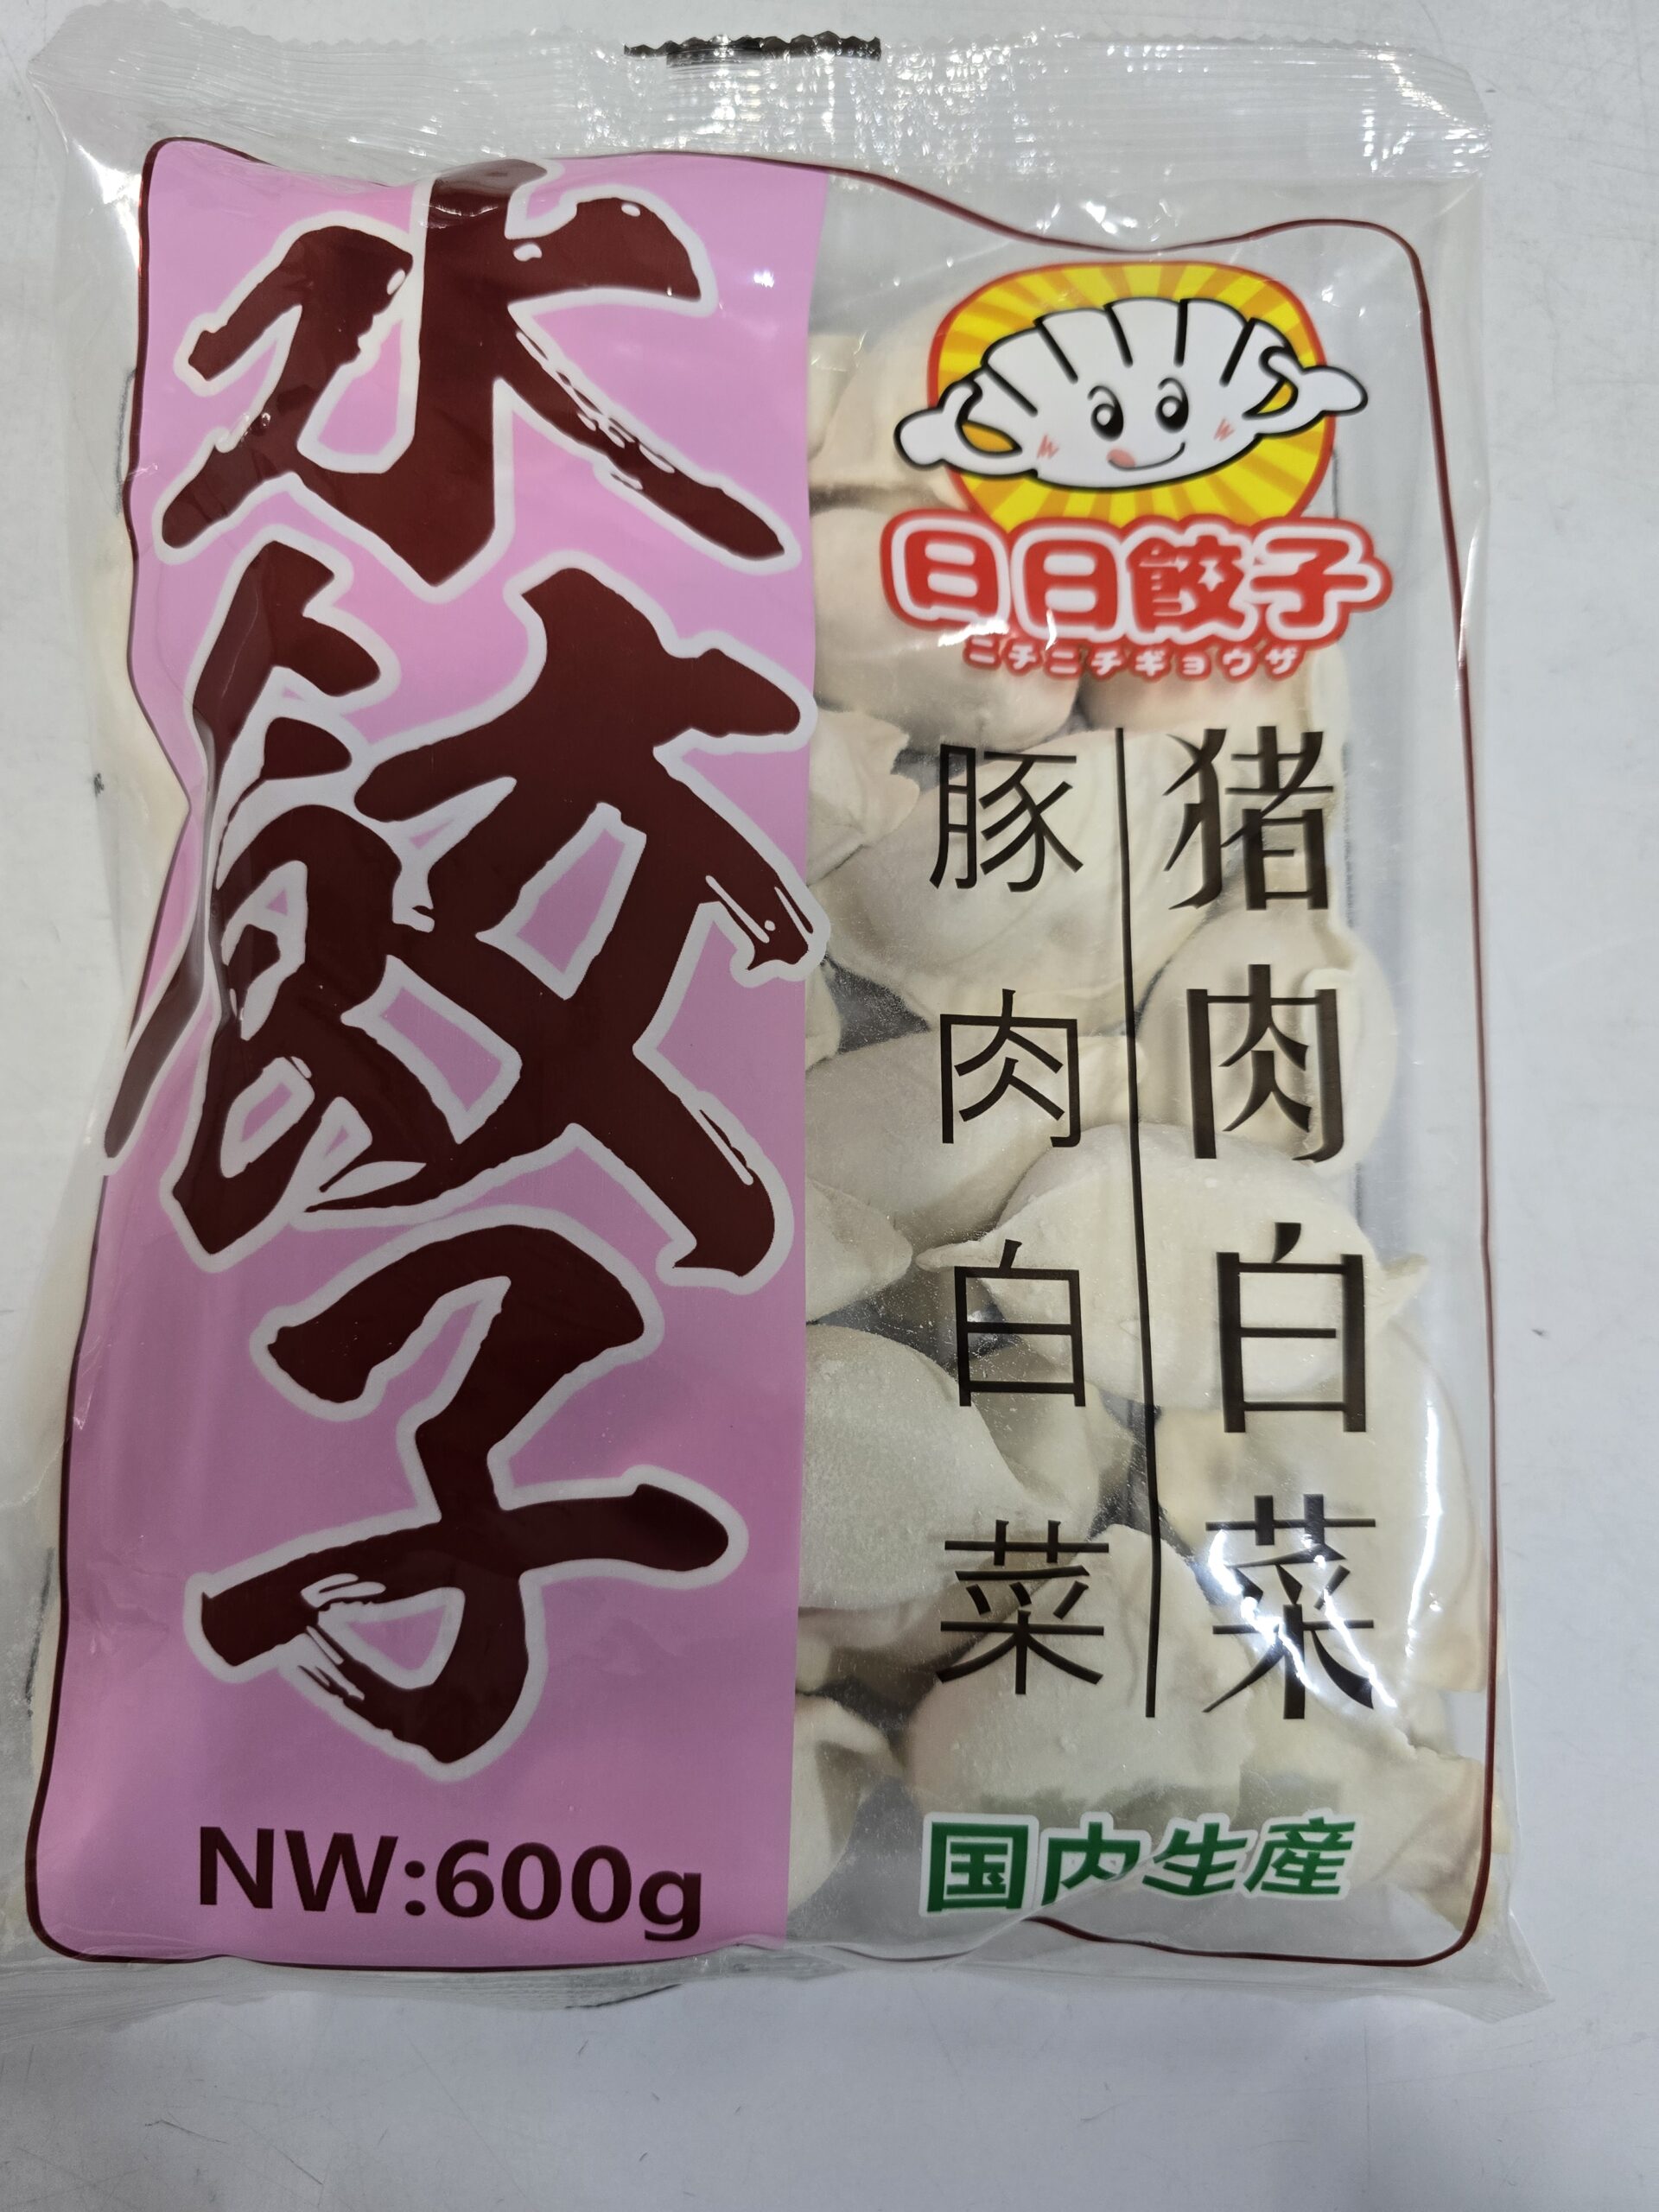 水餃子
日日餃子
ニチニチギョウザ
猪肉白菜
豚肉白菜
NW:600g
国内生産